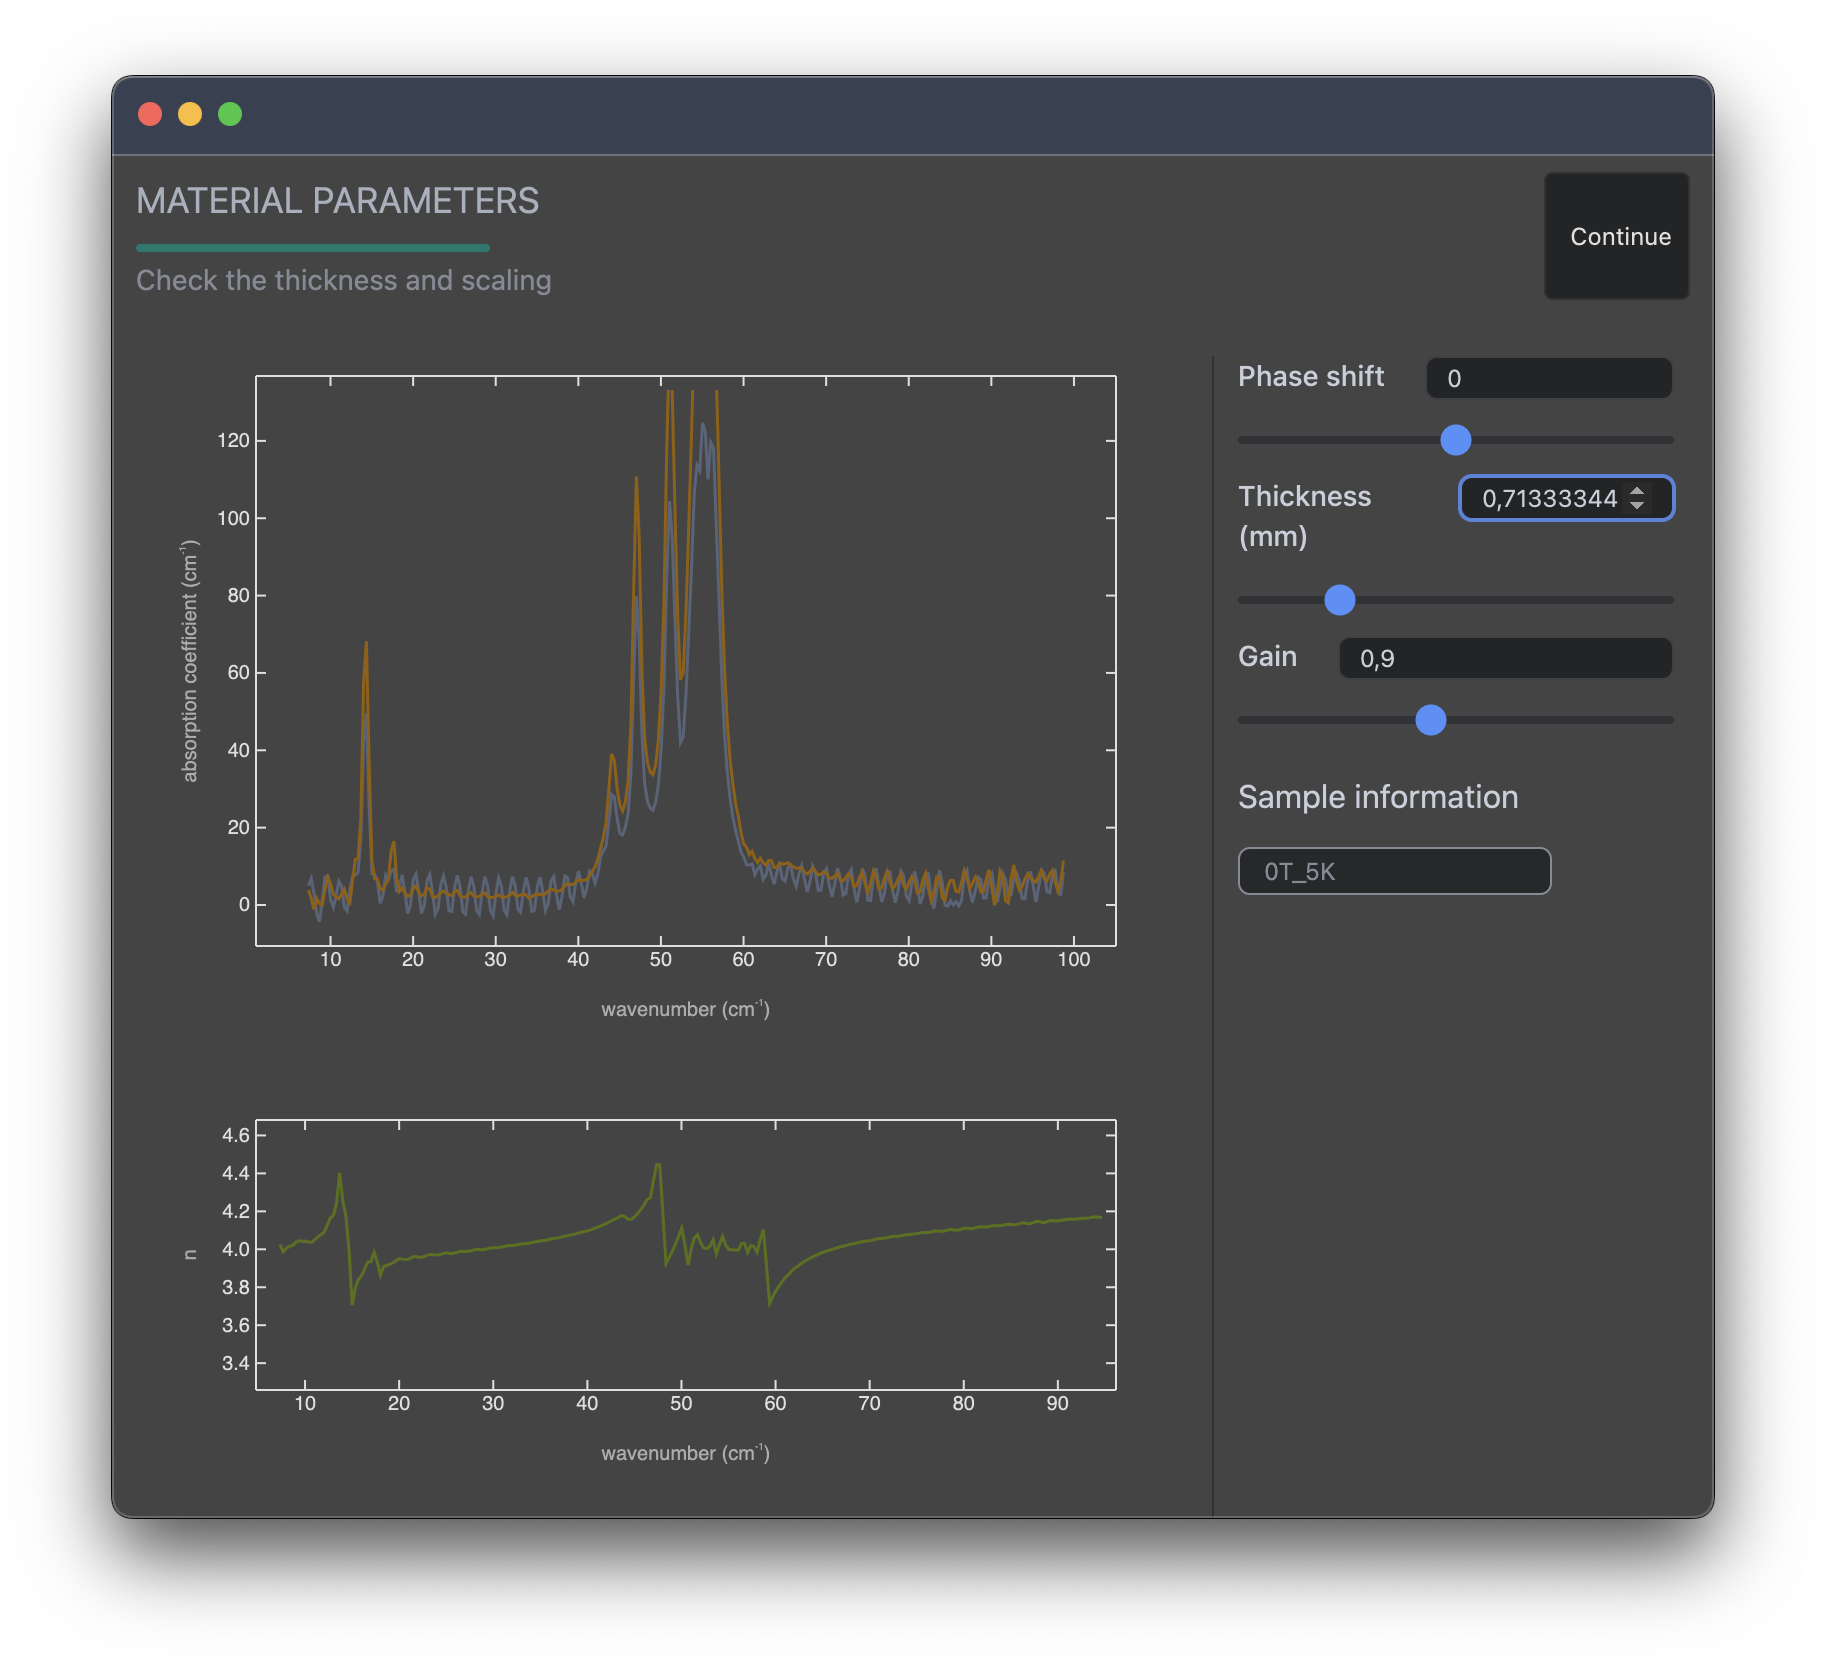 MATERIAL PARAMETERS
Continue
Check the thickness and scaling
120
100
80
60
40
20
0
absorption coefficient (cm⁻¹)
10 20 30 40 50 60 70 80 90 100
wavenumber (cm⁻¹)
4.6
4.4
4.2
4.0
3.8
3.6
3.4
n
10 20 30 40 50 60 70 80 90
wavenumber (cm⁻¹)
Phase shift 0
Thickness 0,71333344
(mm)
Gain 0,9
Sample information
0T_5K